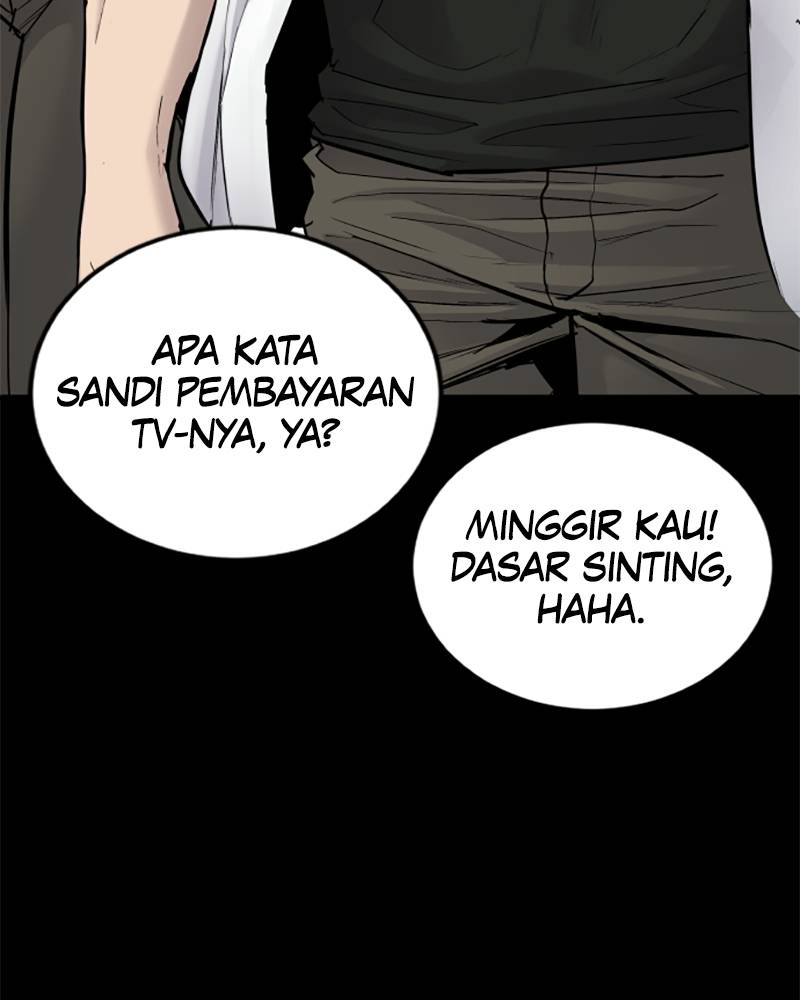 APA KATA
SANDI PEMBAYARAN
TV-NYA, YA?
MINGGIR KAU!
DASAR SINTING,
HAHA.